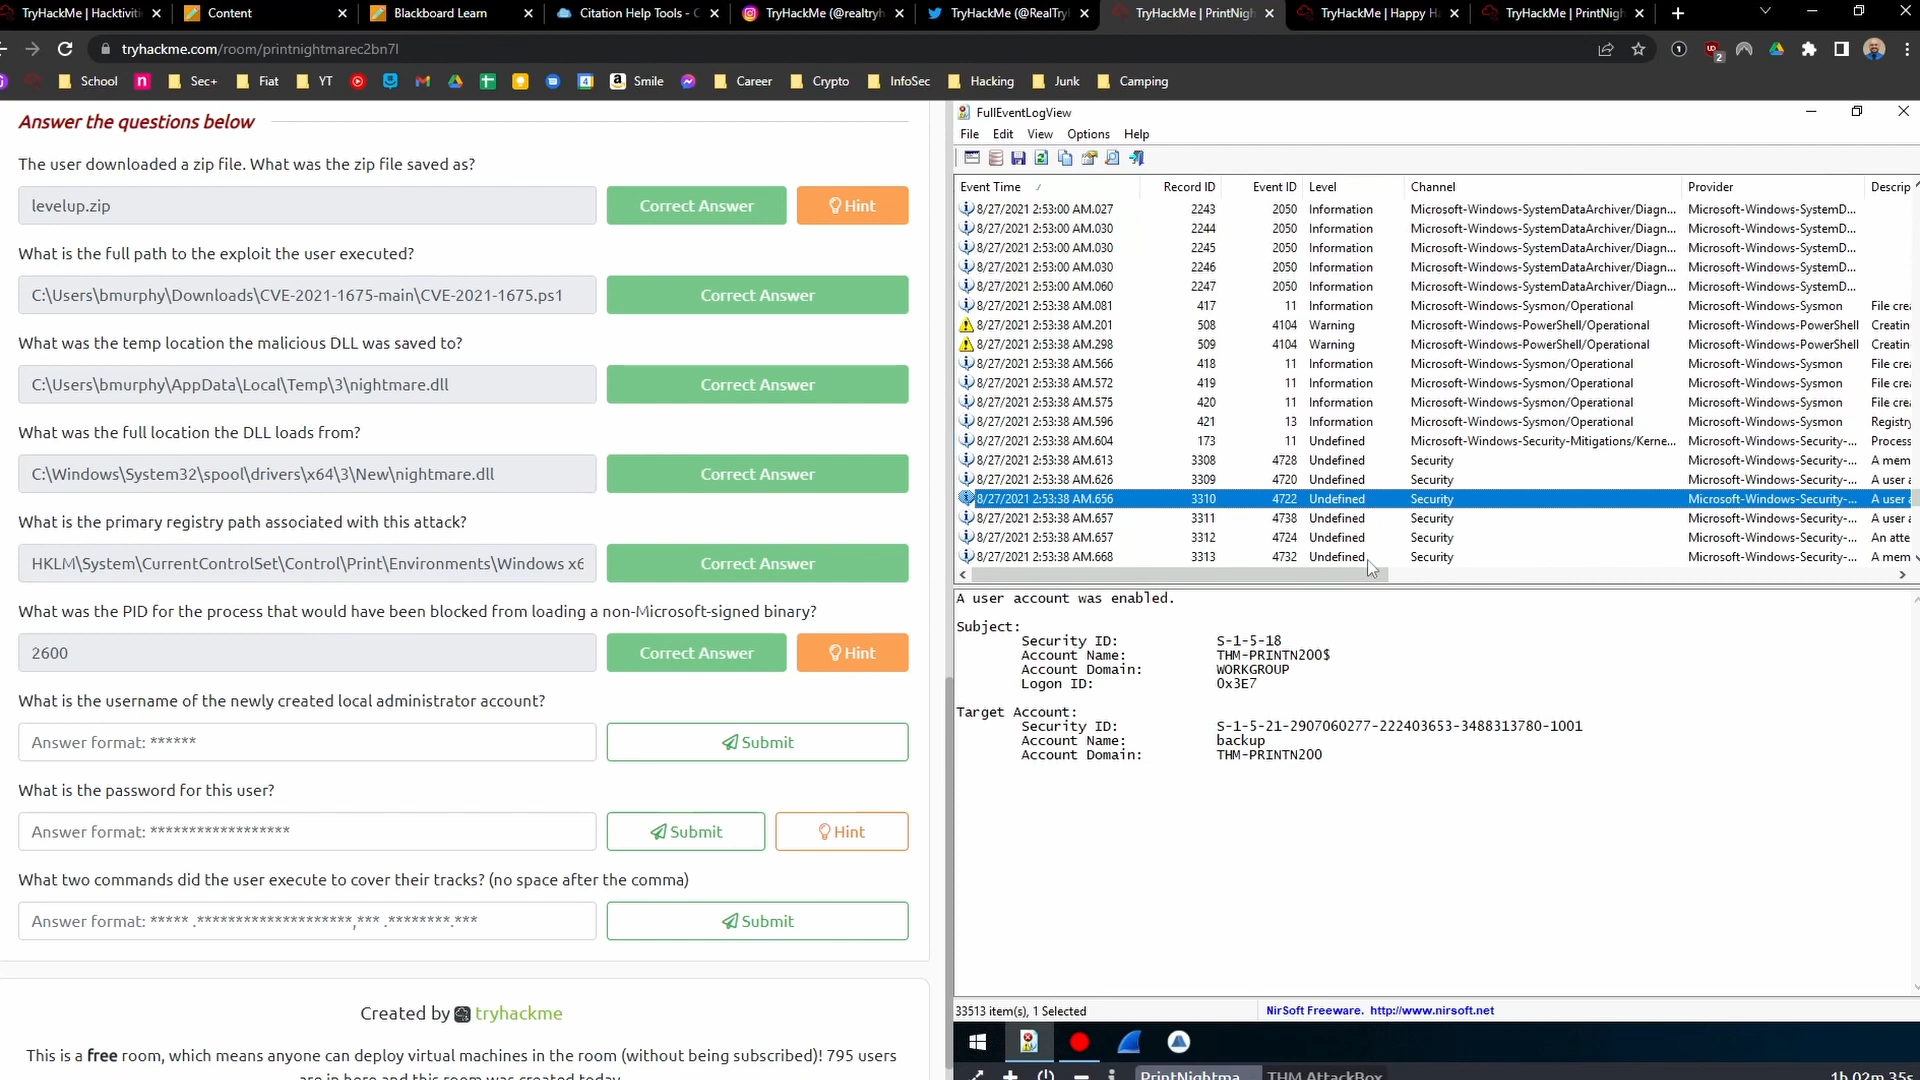 TryHackMe | Hacktiviti
Content
Blackboard Learn
Citation Help Tools - C
TryHackMe (@realtryh
TryHackMe (@RealTryH
TryHackMe | PrintNigh
TryHackMe | Happy Ha
TryHackMe | PrintNigh
tryhackme.com/room/printnightmarec2bn7l
School
Sec+
Fiat
YT
Smile
Career
Crypto
InfoSec
Hacking
Junk
Camping
Answer the questions below
The user downloaded a zip file. What was the zip file saved as?
levelup.zip
Correct Answer
Hint
What is the full path to the exploit the user executed?
C:\Users\bmurphy\Downloads\CVE-2021-1675-main\CVE-2021-1675.ps1
Correct Answer
What was the temp location the malicious DLL was saved to?
C:\Users\bmurphy\AppData\Local\Temp\3\nightmare.dll
Correct Answer
What was the full location the DLL loads from?
C:\Windows\System32\spool\drivers\x64\3\New\nightmare.dll
Correct Answer
What is the primary registry path associated with this attack?
HKLM\System\CurrentControlSet\Control\Print\Environments\Windows x6
Correct Answer
What was the PID for the process that would have been blocked from loading a non-Microsoft-signed binary?
2600
Correct Answer
Hint
What is the username of the newly created local administrator account?
Answer format: ******
Submit
What is the password for this user?
Answer format: ******************
Submit
Hint
What two commands did the user execute to cover their tracks? (no space after the comma)
Answer format: ***** .*********************,*** .********.***
Submit
Created by tryhackme
This is a free room, which means anyone can deploy virtual machines in the room (without being subscribed)! 795 users
are in here and this room was created today
FullEventLogView
File Edit View Options Help
Event Time Record ID Event ID Level Channel Provider Descrip
8/27/2021 2:53:00 AM.027 2243 2050 Information Microsoft-Windows-SystemDataArchiver/Diagn... Microsoft-Windows-SystemD...
8/27/2021 2:53:00 AM.030 2244 2050 Information Microsoft-Windows-SystemDataArchiver/Diagn... Microsoft-Windows-SystemD...
8/27/2021 2:53:00 AM.030 2245 2050 Information Microsoft-Windows-SystemDataArchiver/Diagn... Microsoft-Windows-SystemD...
8/27/2021 2:53:00 AM.030 2246 2050 Information Microsoft-Windows-SystemDataArchiver/Diagn... Microsoft-Windows-SystemD...
8/27/2021 2:53:00 AM.060 2247 2050 Information Microsoft-Windows-SystemDataArchiver/Diagn... Microsoft-Windows-SystemD...
8/27/2021 2:53:38 AM.081 417 11 Information Microsoft-Windows-Sysmon/Operational Microsoft-Windows-Sysmon File crea
8/27/2021 2:53:38 AM.201 508 4104 Warning Microsoft-Windows-PowerShell/Operational Microsoft-Windows-PowerShell Creatin
8/27/2021 2:53:38 AM.298 509 4104 Warning Microsoft-Windows-PowerShell/Operational Microsoft-Windows-PowerShell Creatin
8/27/2021 2:53:38 AM.566 418 11 Information Microsoft-Windows-Sysmon/Operational Microsoft-Windows-Sysmon File crea
8/27/2021 2:53:38 AM.572 419 11 Information Microsoft-Windows-Sysmon/Operational Microsoft-Windows-Sysmon File crea
8/27/2021 2:53:38 AM.575 420 11 Information Microsoft-Windows-Sysmon/Operational Microsoft-Windows-Sysmon File crea
8/27/2021 2:53:38 AM.596 421 13 Information Microsoft-Windows-Sysmon/Operational Microsoft-Windows-Sysmon Registry
8/27/2021 2:53:38 AM.604 173 11 Undefined Microsoft-Windows-Security-Mitigations/Kerne... Microsoft-Windows-Security-... Process
8/27/2021 2:53:38 AM.613 3308 4728 Undefined Security Microsoft-Windows-Security-... A mem
8/27/2021 2:53:38 AM.626 3309 4720 Undefined Security Microsoft-Windows-Security-... A user a
8/27/2021 2:53:38 AM.656 3310 4722 Undefined Security Microsoft-Windows-Security-... A user a
8/27/2021 2:53:38 AM.657 3311 4738 Undefined Security Microsoft-Windows-Security-... A user a
8/27/2021 2:53:38 AM.657 3312 4724 Undefined Security Microsoft-Windows-Security-... An atte
8/27/2021 2:53:38 AM.668 3313 4732 Undefined Security Microsoft-Windows-Security-... A mem
A user account was enabled.
Subject:
Security ID: S-1-5-18
Account Name: THM-PRINTN200$
Account Domain: WORKGROUP
Logon ID: 0x3E7
Target Account:
Security ID: S-1-5-21-2907060277-222403653-3488313780-1001
Account Name: backup
Account Domain: THM-PRINTN200
33513 item(s), 1 Selected
NirSoft Freeware. http://www.nirsoft.net
PrintNightma...
THM AttackBox
1h 02m 35s